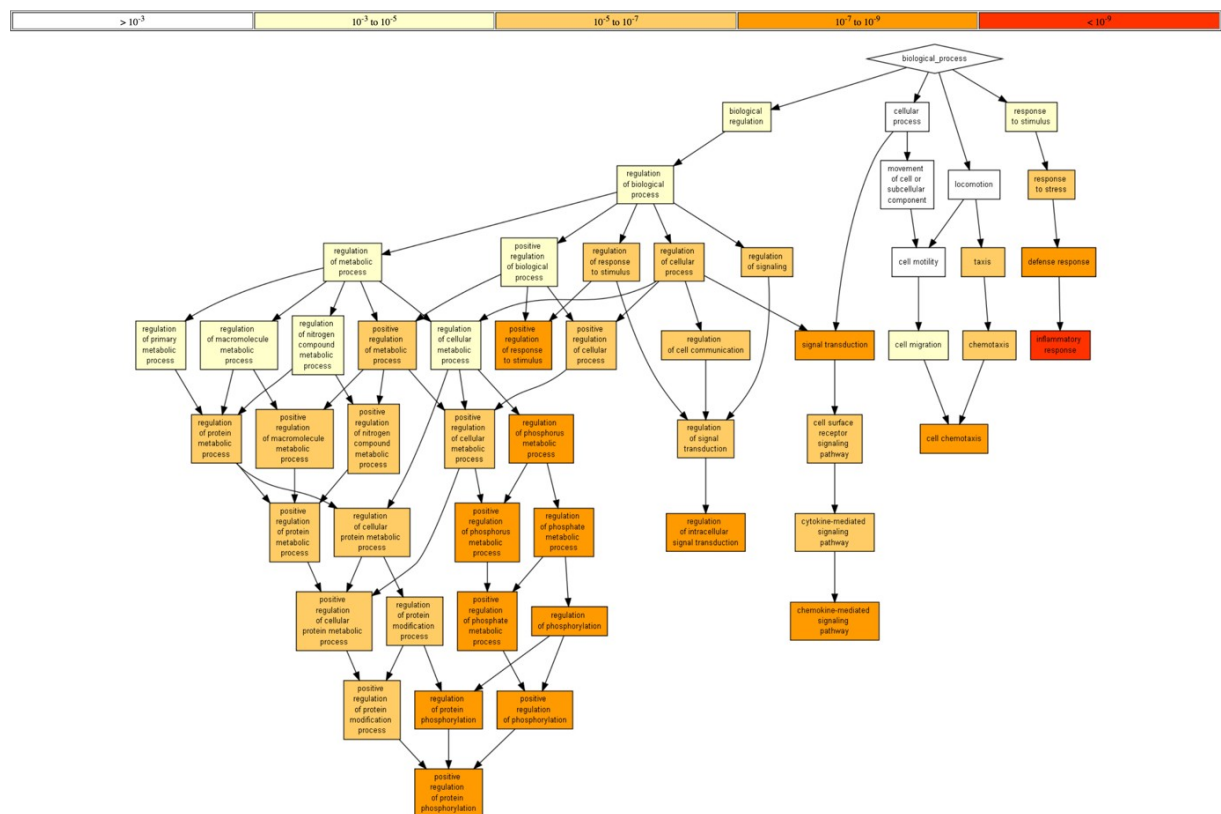 > 10-3
10-3 to 10-5
10-5 to 10-7
10-7 to 10-9
< 10-9
biological_process
biological
regulation
cellular
process
response
to stimulus
regulation
of biological
process
movement
of cell or
subcellular
component
locomotion
response
to stress
regulation
of metabolic
process
positive
regulation
of biological
process
regulation
of response
to stimulus
regulation
of cellular
process
regulation
of signaling
cell motility
taxis
defense response
regulation
of primary
metabolic
process
regulation
of macromolecule
metabolic
process
regulation
of nitrogen
compound
metabolic
process
positive
regulation
of metabolic
process
regulation
of cellular
metabolic
process
positive
regulation
of response
to stimulus
positive
regulation
of cellular
process
regulation
of cell communication
signal transduction
cell migration
chemotaxis
inflammatory
response
regulation
of protein
metabolic
process
positive
regulation
of macromolecule
metabolic
process
positive
regulation
of nitrogen
compound
metabolic
process
positive
regulation
of cellular
metabolic
process
regulation
of phosphorus
metabolic
process
regulation
of signal
transduction
cell surface
receptor
signaling
pathway
cell chemotaxis
positive
regulation
of protein
metabolic
process
regulation
of cellular
protein metabolic
process
positive
regulation
of phosphorus
metabolic
process
regulation
of phosphate
metabolic
process
regulation
of intracellular
signal transduction
cytokine-mediated
signaling
pathway
positive
regulation
of cellular
protein metabolic
process
regulation
of protein
modification
process
positive
regulation
of phosphate
metabolic
process
regulation
of phosphorylation
chemokine-mediated
signaling
pathway
positive
regulation
of protein
modification
process
regulation
of protein
phosphorylation
positive
regulation
of phosphorylation
positive
regulation
of protein
phosphorylation